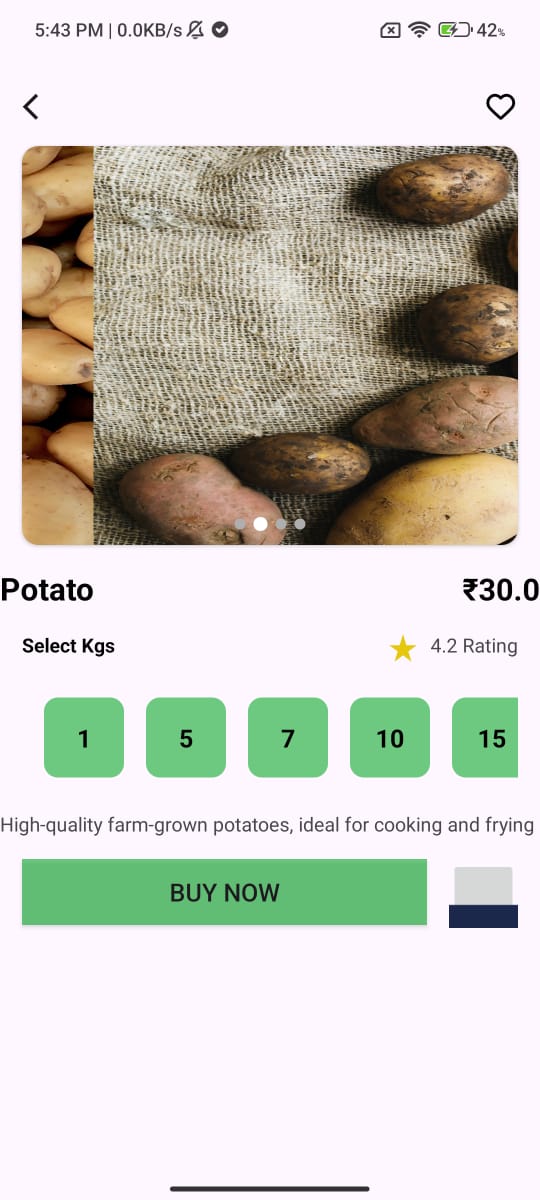 5:43 PM | 0.0KB/s 42%
Potato ₹30.0
Select Kgs 4.2 Rating
1 5 7 10 15
High-quality farm-grown potatoes, ideal for cooking and frying
BUY NOW